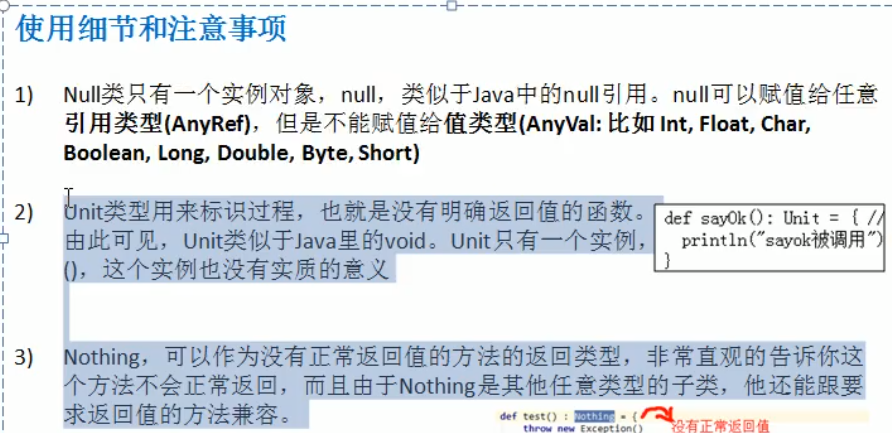 使用细节和注意事项
1) Null类只有一个实例对象，null，类似于Java中的null引用。null可以赋值给任意
引用类型(AnyRef)，但是不能赋值给值类型(AnyVal: 比如 Int, Float, Char,
Boolean, Long, Double, Byte, Short)
2) Unit类型用来标识过程，也就是没有明确返回值的函数。
由此可见，Unit类似于Java里的void。Unit只有一个实例，
()，这个实例也没有实质的意义
def sayOk(): Unit = { //
println("sayok被调用")
}
3) Nothing，可以作为没有正常返回值的方法的返回类型，非常直观的告诉你这
个方法不会正常返回，而且由于Nothing是其他任意类型的子类，他还能跟要
求返回值的方法兼容。
def test() : Nothing = {
throw new Exception()
没有正常返回值